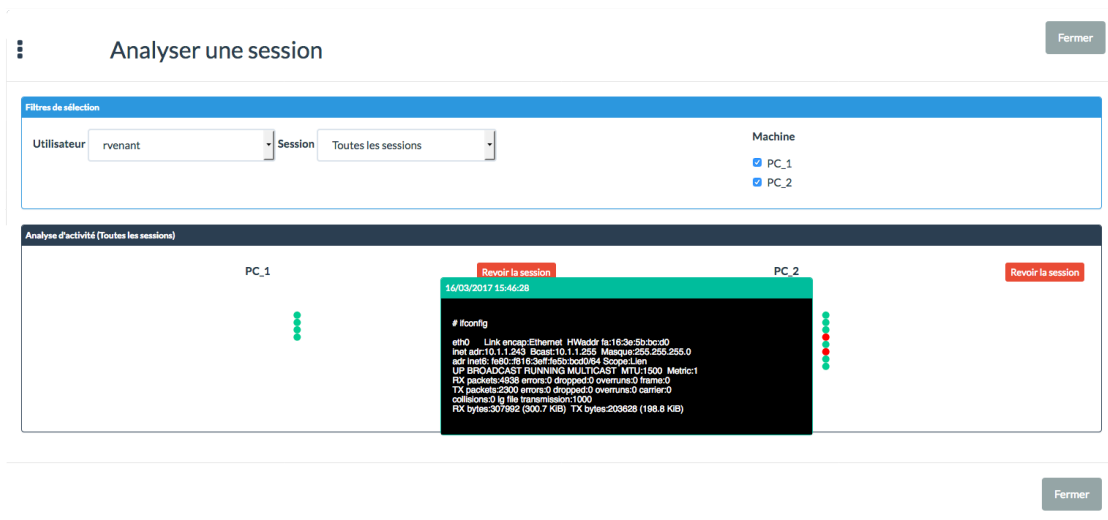 Fermer
Analyser une session
Filtres de sélection
Utilisateur rvenant Session Toutes les sessions
Machine
PC_1
PC_2
Analyse d'activité (Toutes les sessions)
PC_1 Revoir la session PC_2 Revoir la session
16/03/2017 15:46:28
# ifconfig
eth0 Link encap:Ethernet HWaddr fa:16:3e:5b:bc:d0
inet adr:10.1.1.243 Bcast:10.1.1.255 Masque:255.255.255.0
adr inet6: fe80::f816:3eff:fe5b:bcd0/64 Scope:Lien
UP BROADCAST RUNNING MULTICAST MTU:1500 Metric:1
RX packets:4938 errors:0 dropped:0 overruns:0 frame:0
TX packets:2300 errors:0 dropped:0 overruns:0 carrier:0
collisions:0 lg file transmission:1000
RX bytes:307992 (300.7 KiB) TX bytes:203628 (198.8 KiB)
Fermer